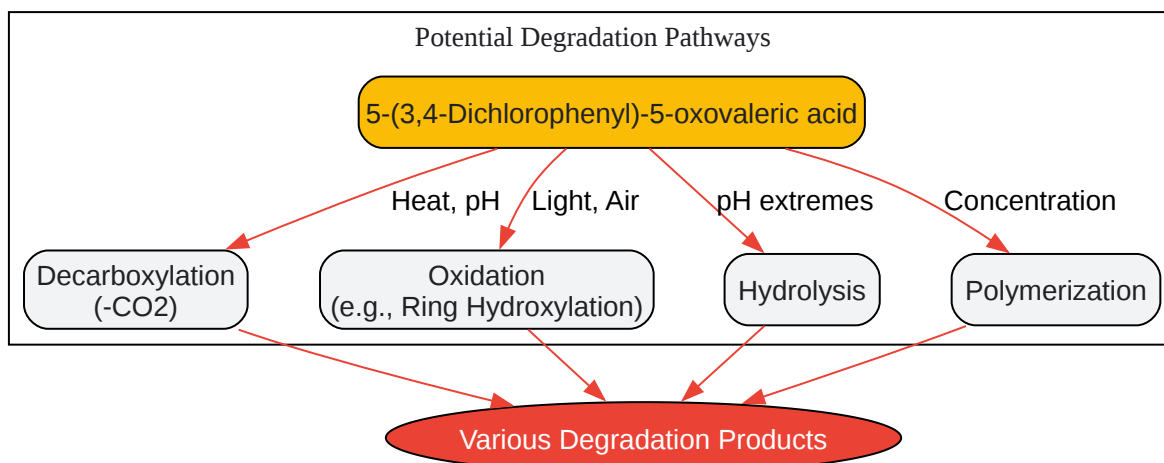 Potential Degradation Pathways
5-(3,4-Dichlorophenyl)-5-oxovaleric acid
Heat, pH
Light, Air
pH extremes
Concentration
Decarboxylation
(-CO2)
Oxidation
(e.g., Ring Hydroxylation)
Hydrolysis
Polymerization
Various Degradation Products